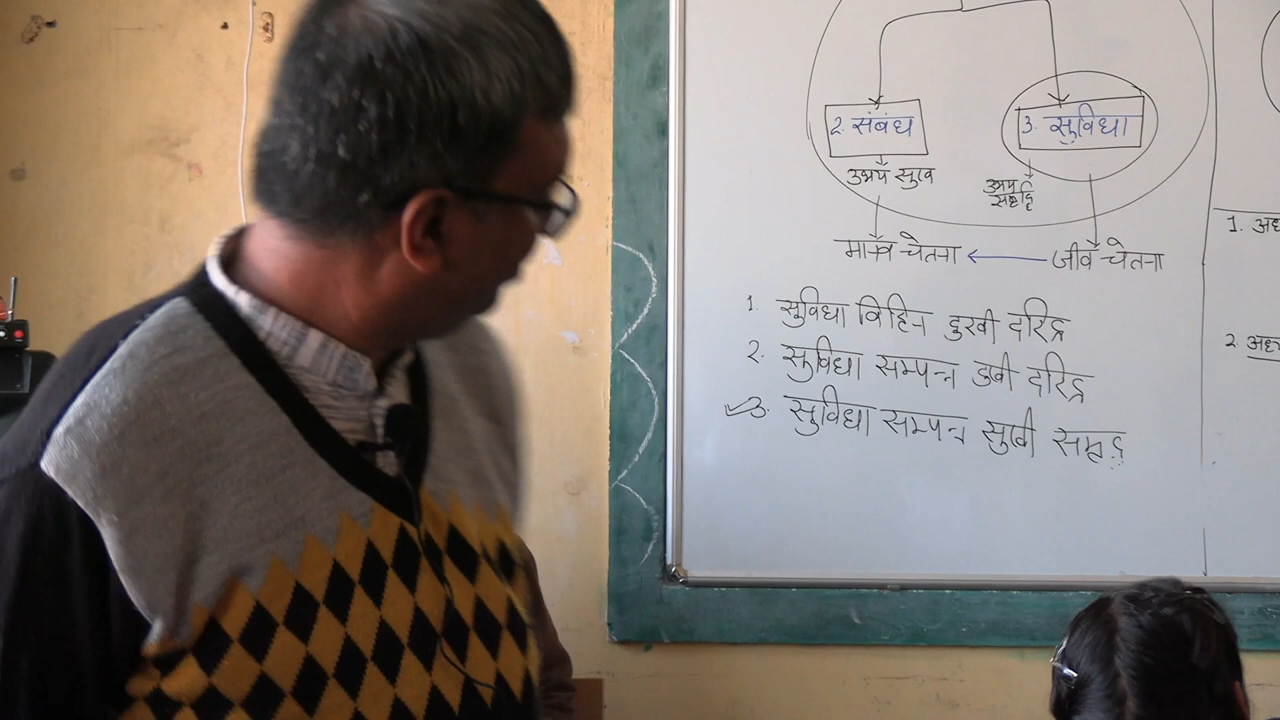 2. संबंध
3. सुविधा
उभय सुख
उभय
मानव चेतना
जीव चेतना
1. सुविधा विहिन दुखी दरिद्र
2. सुविधा सम्पन्न दुखी दरिद्र
3. सुविधा सम्पन्न सुखी समृद्ध
1.
2